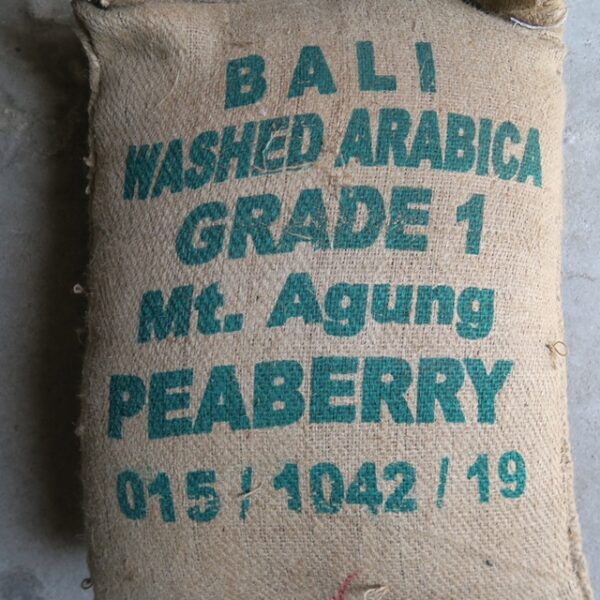 BALI
WASHED ARABICA
GRADE 1
Mt. Agung
PEABERRY
015 / 1042 / 19